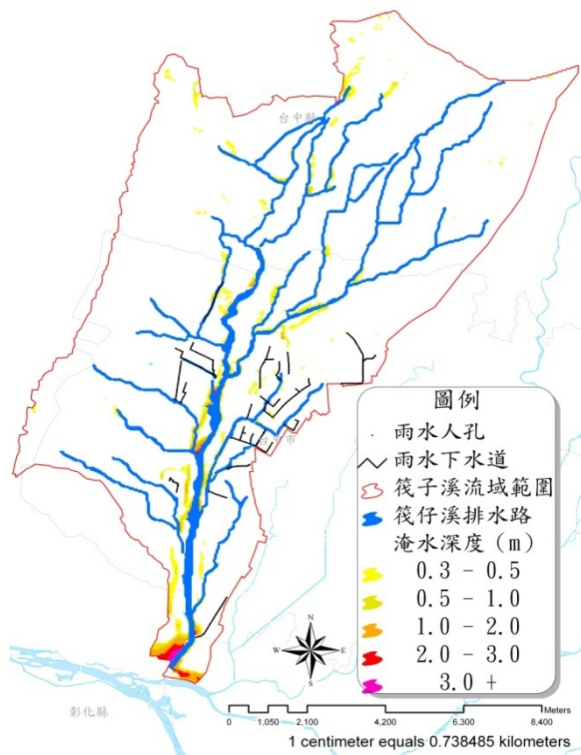 台中縣
台中市
彰化縣
圖例
雨水人孔
雨水下水道
筏子溪流域範圍
筏仔溪排水路
淹水深度 (m)
0.3 - 0.5
0.5 - 1.0
1.0 - 2.0
2.0 - 3.0
3.0 +
N
W
E
S
Meters
0
1,050
2,100
4,200
6,300
8,400
1 centimeter equals 0.738485 kilometers